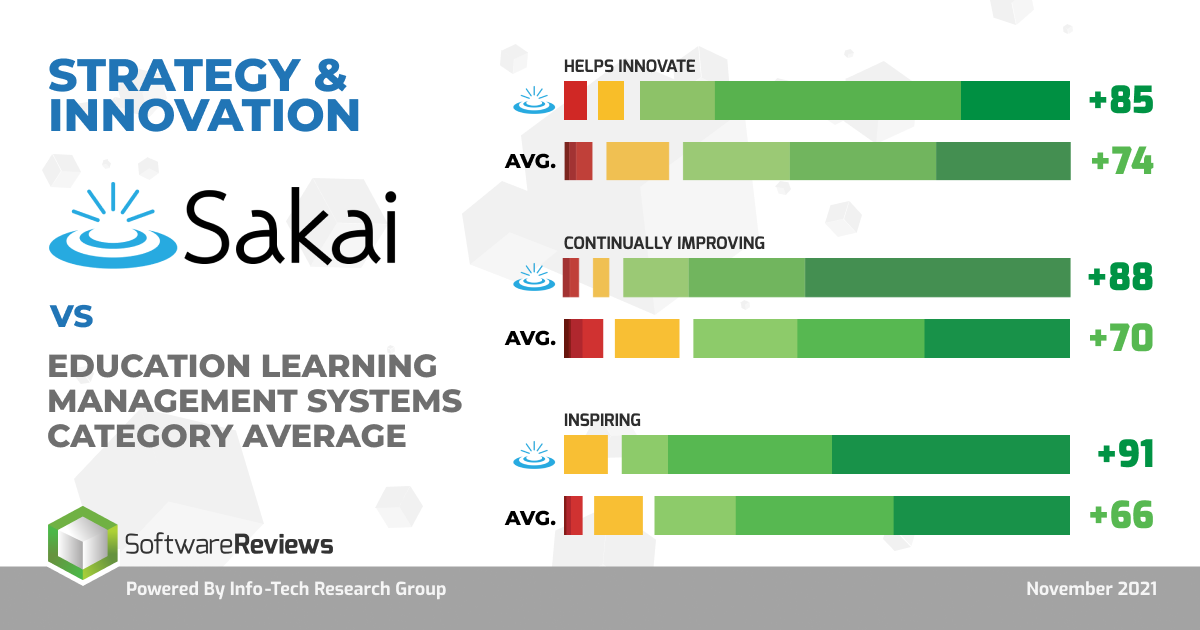 STRATEGY &
INNOVATION
Sakai
VS
EDUCATION LEARNING
MANAGEMENT SYSTEMS
CATEGORY AVERAGE
HELPS INNOVATE
+85
AVG.
+74
CONTINUALLY IMPROVING
+88
AVG.
+70
INSPIRING
+91
AVG.
+66
SoftwareReviews
Powered By Info-Tech Research Group
November 2021